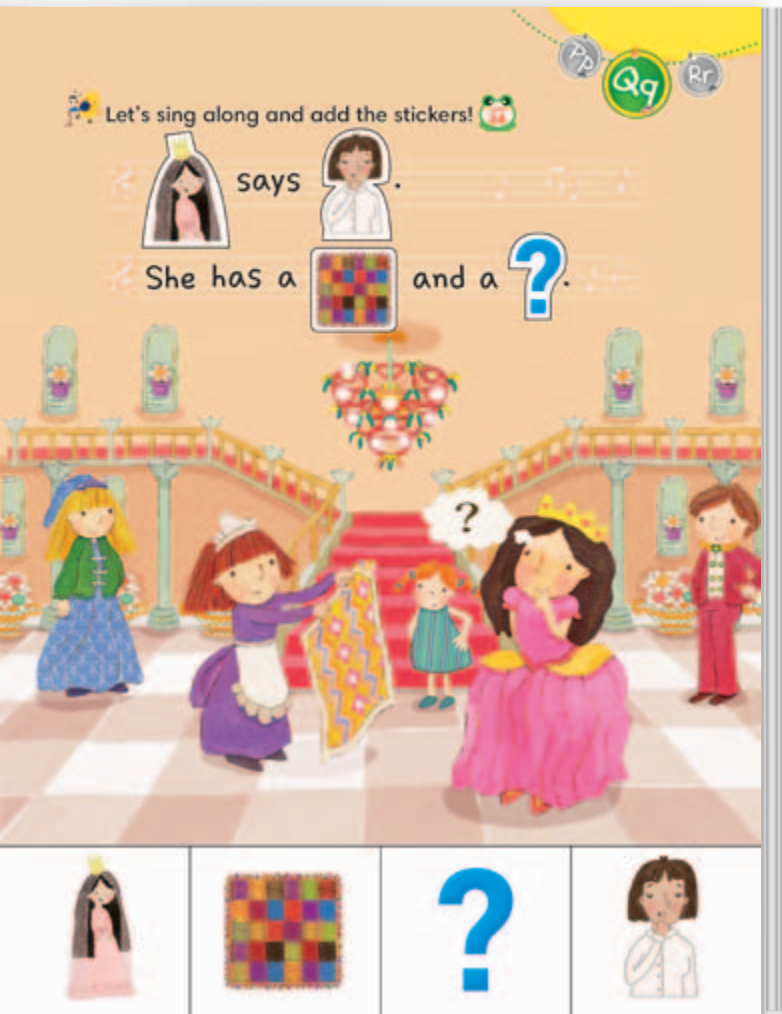 Pp Qq Rr
Let's sing along and add the stickers!
says .
She has a and a ?.
?
?